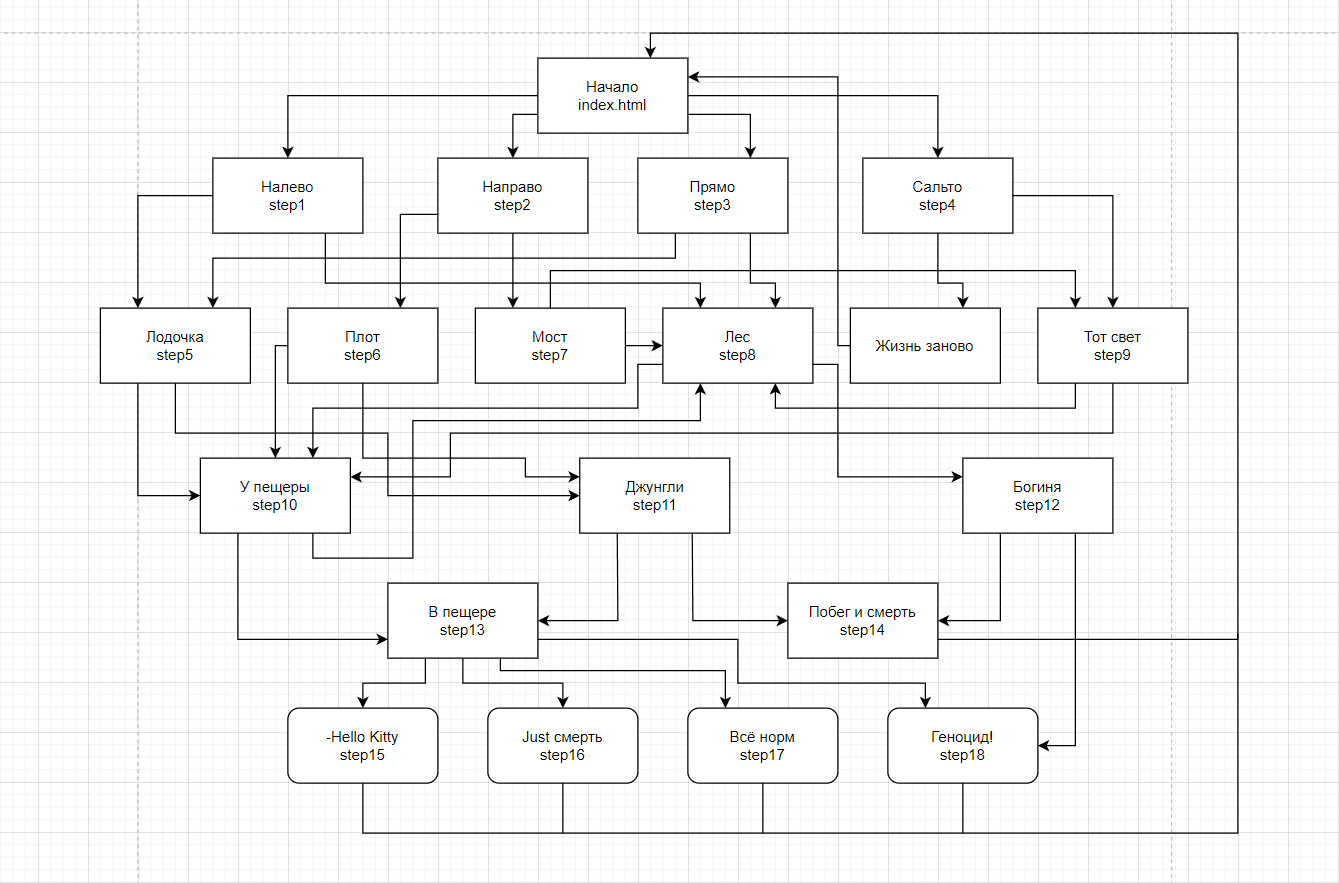 Начало
index.html
Налево
step1
Направо
step2
Прямо
step3
Сальто
step4
Лодочка
step5
Плот
step6
Мост
step7
Лес
step8
Жизнь заново
Тот свет
step9
У пещеры
step10
Джунгли
step11
Богиня
step12
В пещере
step13
Побег и смерть
step14
-Hello Kitty
step15
Just смерть
step16
Всё норм
step17
Геноцид!
step18